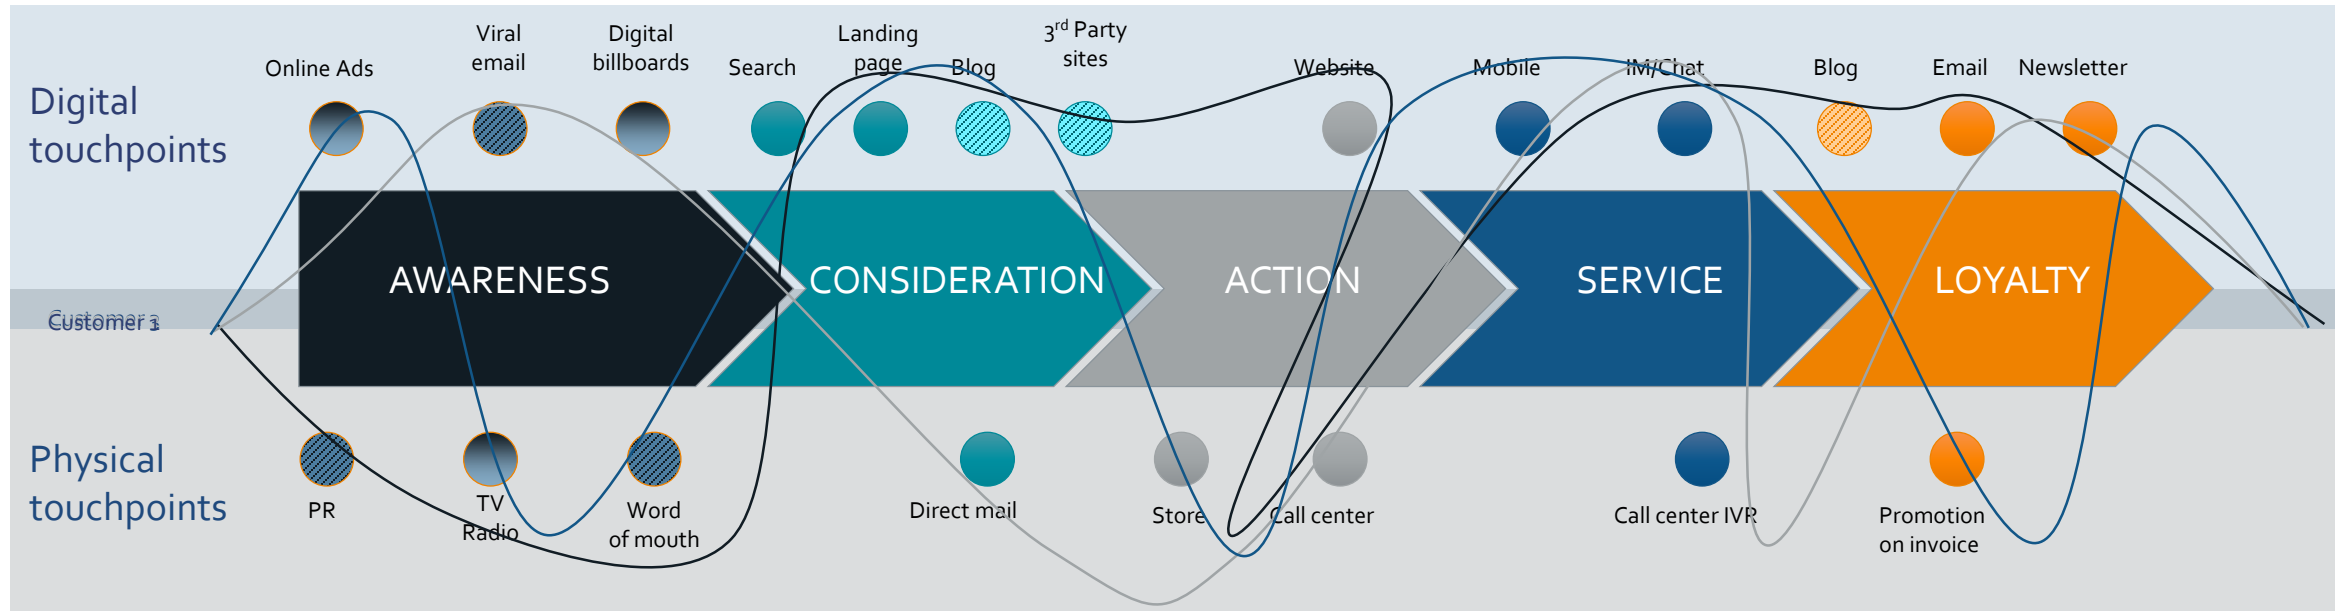 Viral
email
Digital
billboards
Landing
page
3rd Party
sites
Online Ads
Search
Blog
Website
Mobile
IM/Chat
Blog
Email
Newsletter
Digital
touchpoints
AWARENESS
CONSIDERATION
ACTION
SERVICE
LOYALTY
Customer
Physical
touchpoints
PR
TV
Radio
Word
of mouth
Direct mail
Store
Call center
Call center IVR
Promotion
on invoice